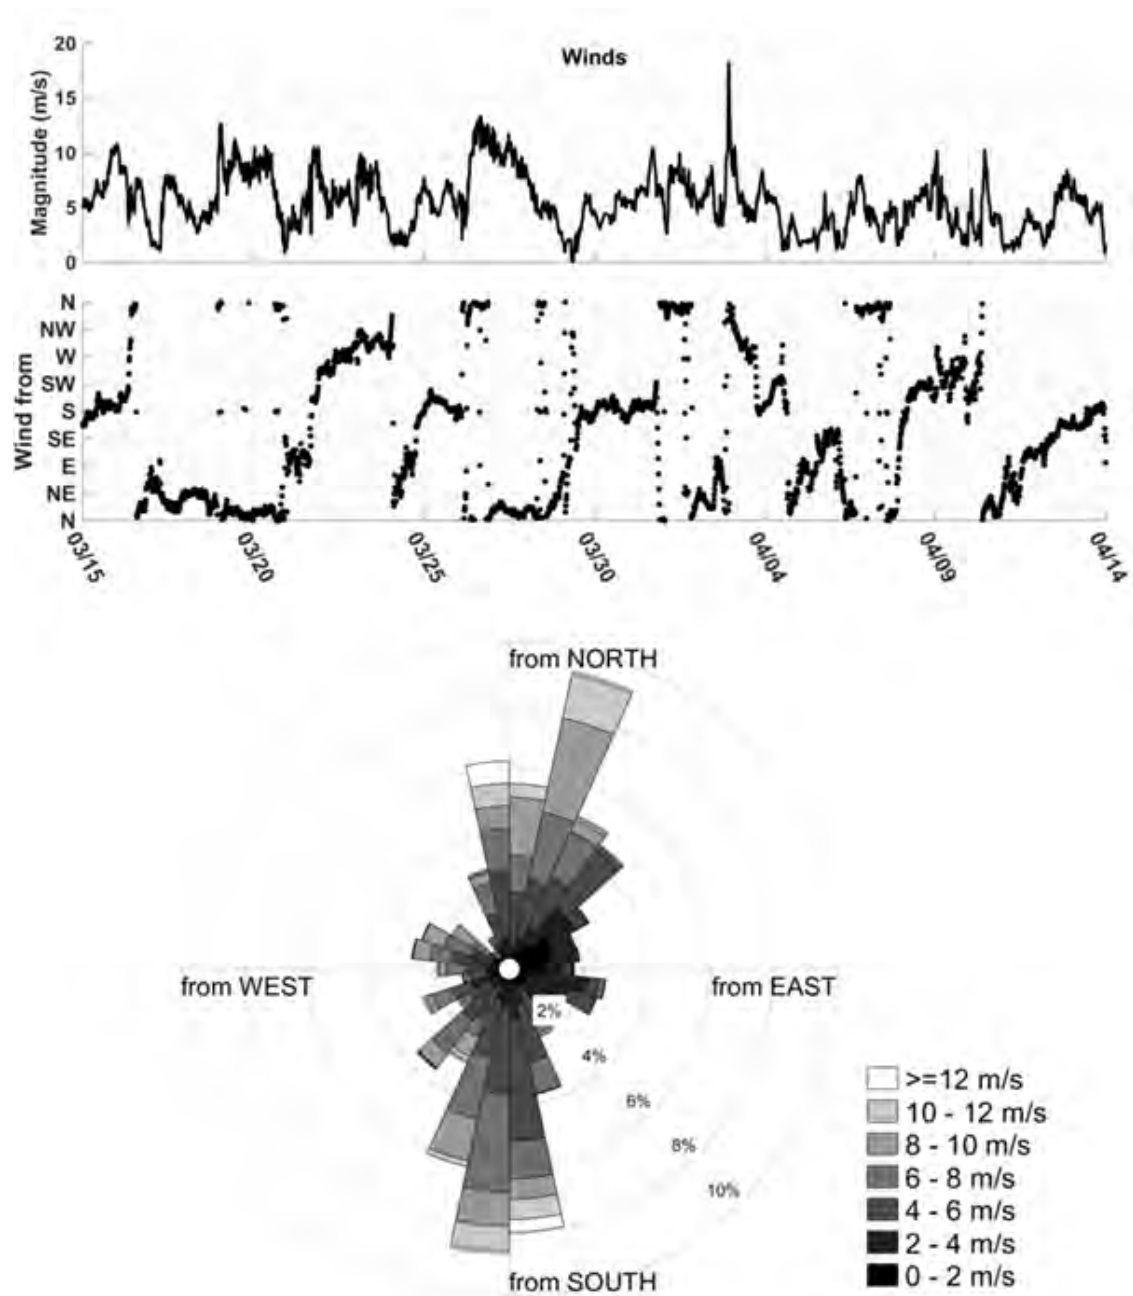 Winds
Magnitude (m/s)
20
15
10
5
0
Wind from
N
NW
W
SW
S
SE
E
NE
N
03/15
03/20
03/25
03/30
04/04
04/09
04/14
from NORTH
from WEST
from EAST
2%
4%
6%
8%
10%
from SOUTH
>=12 m/s
10 - 12 m/s
8 - 10 m/s
6 - 8 m/s
4 - 6 m/s
2 - 4 m/s
0 - 2 m/s